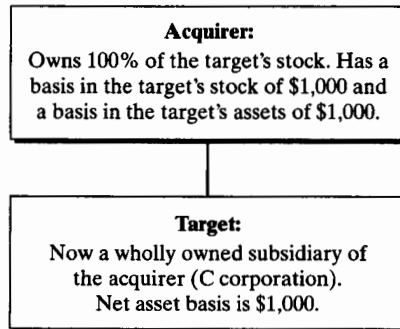 Acquirer:
Owns 100% of the target's stock. Has a
basis in the target's stock of $1,000 and
a basis in the target's assets of $1,000.
Target:
Now a wholly owned subsidiary of
the acquirer (C corporation).
Net asset basis is $1,000.